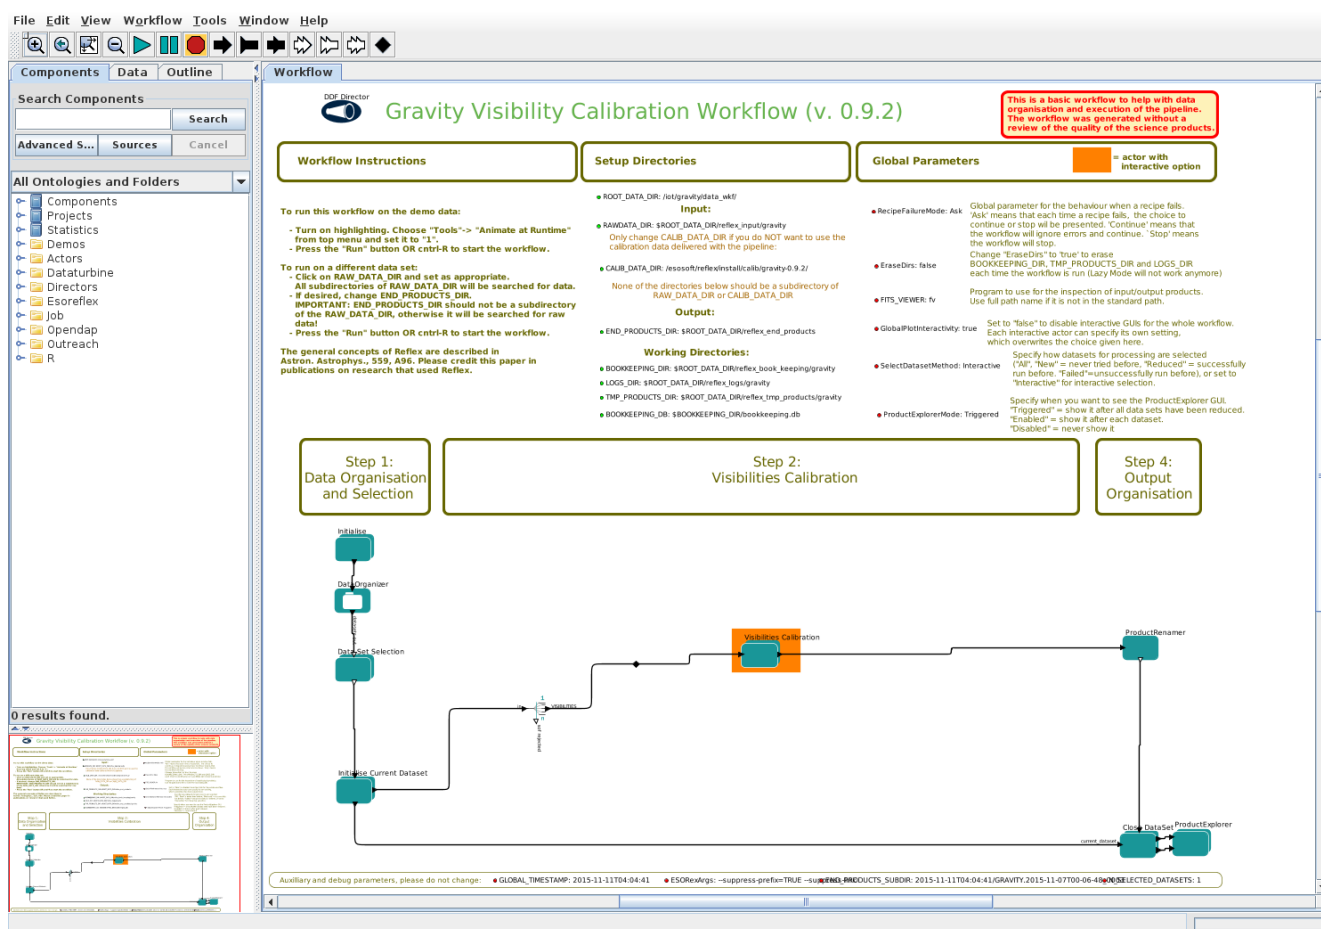 File Edit View Workflow Tools Window Help
Components Data Outline
Search Components
Search
Advanced S... Sources Cancel
All Ontologies and Folders
Components
Projects
Statistics
Demos
Actors
Dataturbine
Directors
Esoreflex
Job
Opendap
Outreach
R
0 results found.
Workflow
DDF Director
Gravity Visibility Calibration Workflow (v. 0.9.2)
This is a basic workflow to help with data
organisation and execution of the pipeline.
The workflow was generated without a
review of the quality of the science products.
Workflow Instructions
To run this workflow on the demo data:
- Turn on highlighting. Choose "Tools"-> "Animate at Runtime"
from top menu and set it to "1".
- Press the "Run" button OR cntrl-R to start the workflow.
To run on a different data set:
- Click on RAW_DATA_DIR and set as appropriate.
All subdirectories of RAW_DATA_DIR will be searched for data.
- If desired, change END_PRODUCTS_DIR.
IMPORTANT: END_PRODUCTS_DIR should not be a subdirectory
of the RAW_DATA_DIR, otherwise it will be searched for raw
data!
- Press the "Run" button OR cntrl-R to start the workflow.
The general concepts of Reflex are described in
Astron. Astrophys., 559, A96. Please credit this paper in
publications on research that used Reflex.
Setup Directories
ROOT_DATA_DIR: /iot/gravity/data_wkf/
Input:
RAWDATA_DIR: $ROOT_DATA_DIR/reflex_input/gravity
Only change CALIB_DATA_DIR if you do NOT want to use the
calibration data delivered with the pipeline:
CALIB_DATA_DIR: /esosoft/reflex/install/calib/gravity-0.9.2/
None of the directories below should be a subdirectory of
RAW_DATA_DIR or CALIB_DATA_DIR
Output:
END_PRODUCTS_DIR: $ROOT_DATA_DIR/reflex_end_products
Working Directories:
BOOKKEEPING_DIR: $ROOT_DATA_DIR/reflex_book_keeping/gravity
LOGS_DIR: $ROOT_DATA_DIR/reflex_logs/gravity
TMP_PRODUCTS_DIR: $ROOT_DATA_DIR/reflex_tmp_products/gravity
BOOKKEEPING_DB: $BOOKKEEPING_DIR/bookkeeping.db
Global Parameters
= actor with
interactive option
RecipeFailureMode: Ask
Global parameter for the behaviour when a recipe fails.
'Ask' means that each time a recipe fails, the choice to
continue or stop wil be presented. 'Continue' means that
the workflow will ignore errors and continue. `Stop' means
the workflow will stop.
EraseDirs: false
Change "EraseDirs" to 'true' to erase
BOOKKEEPING_DIR, TMP_PRODUCTS_DIR and LOGS_DIR
each time the workflow is run (Lazy Mode will not work anymore)
FITS_VIEWER: fv
Program to use for the inspection of input/output products.
Use full path name if it is not in the standard path.
GlobalPlotInteractivity: true
Set to "false" to disable interactive GUIs for the whole workflow.
Each interactive actor can specify its own setting,
which overwrites the choice given here.
SelectDatasetMethod: Interactive
Specify how datasets for processing are selected
("All", "New" = never tried before, "Reduced" = successfully
run before. "Failed"=unsuccessfully run before), or set to
"Interactive" for interactive selection.
ProductExplorerMode: Triggered
Specify when you want to see the ProductExplorer GUI.
"Triggered" = show it after all data sets have been reduced.
"Enabled" = show it after each dataset.
"Disabled" = never show it
Step 1:
Data Organisation
and Selection
Step 2:
Visibilities Calibration
Step 4:
Output
Organisation
Initialise
DataOrganizer
Data Set Selection
Initialise Current Dataset
VISIBILITIES
Visibilities Calibration
ProductRenamer
current_dataset
Close DataSet
ProductExplorer
Auxilliary and debug parameters, please do not change:
GLOBAL_TIMESTAMP: 2015-11-11T04:04:41
ESORexArgs: --suppress-prefix=TRUE
END_PRODUCTS_SUBDIR: 2015-11-11T04:04:41/GRAVITY.2015-11-07T00-06-48
SELECTED_DATASETS: 1